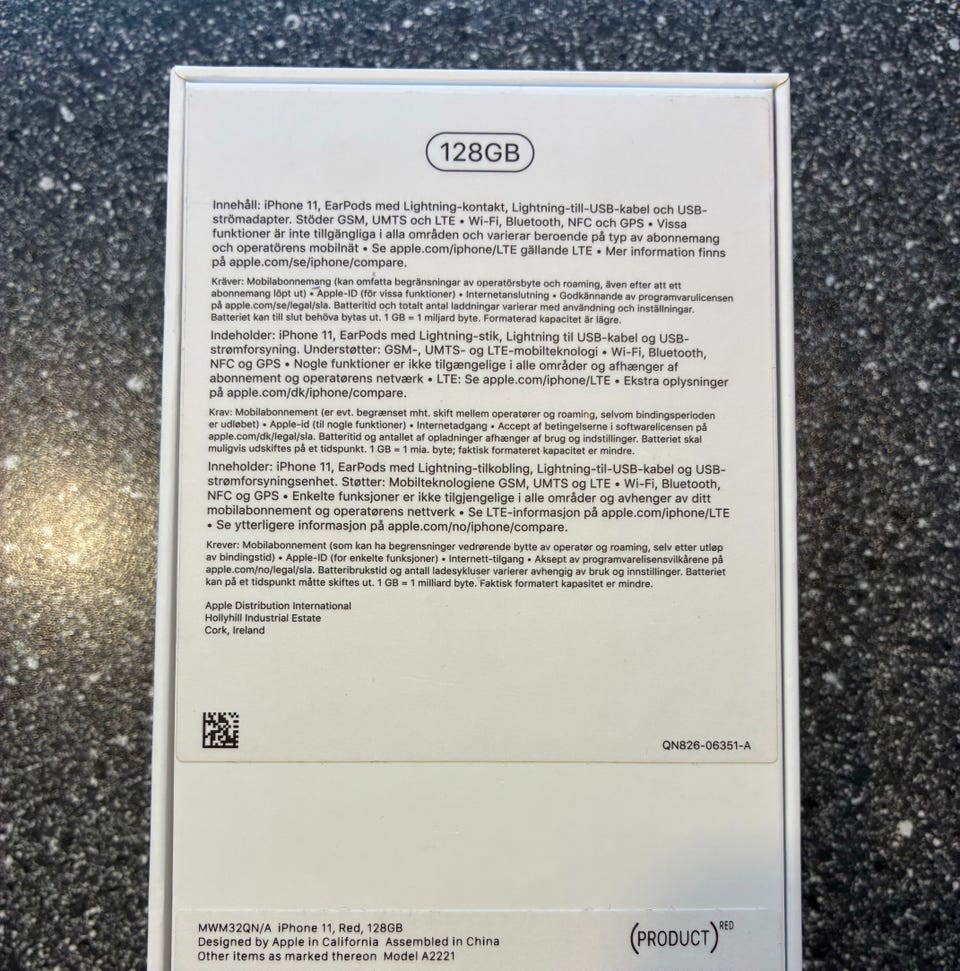 128GB
Innehåll: iPhone 11, EarPods med Lightning-kontakt, Lightning-till-USB-kabel och USB-
strömadapter. Stöder GSM, UMTS och LTE • Wi-Fi, Bluetooth, NFC och GPS • Vissa
funktioner är inte tillgängliga i alla områden och varierar beroende på typ av abonnemang
och operatörens mobilnät • Se apple.com/iphone/LTE gällande LTE • Mer information finns
på apple.com/se/iphone/compare.
Kräver: Mobilabonnemang (kan omfatta begränsningar av operatörsbyte och roaming, även efter att ett
abonnemang löpt ut) • Apple-ID (för vissa funktioner) • Internetanslutning • Godkännande av programvarulicensen
på apple.com/se/legal/sla. Batteritid och totalt antal laddningar varierar med användning och inställningar.
Batteriet kan till slut behöva bytas ut. 1 GB = 1 miljard byte. Formaterad kapacitet är lägre.
Indeholder: iPhone 11, EarPods med Lightning-stik, Lightning til USB-kabel og USB-
strømforsyning. Understøtter: GSM-, UMTS- og LTE-mobilteknologi • Wi-Fi, Bluetooth,
NFC og GPS • Nogle funktioner er ikke tilgængelige i alle områder og afhænger af
abonnement og operatørens netværk • LTE: Se apple.com/iphone/LTE • Ekstra oplysninger
på apple.com/dk/iphone/compare.
Krav: Mobilabonnement (er evt. begrænset mht. skift mellem operatører og roaming, selvom bindingsperioden
er udløbet) • Apple-id (til nogle funktioner) • Internetadgang • Accept af betingelserne i softwarelicensen på
apple.com/dk/legal/sla. Batteritid og antallet af opladninger afhænger af brug og indstillinger. Batteriet skal
muligvis udskiftes på et tidspunkt. 1 GB = 1 mia. byte; faktisk formateret kapacitet er mindre.
Inneholder: iPhone 11, EarPods med Lightning-tilkobling, Lightning-til-USB-kabel og USB-
strømforsyningsenhet. Støtter: Mobilteknologiene GSM, UMTS og LTE • Wi-Fi, Bluetooth,
NFC og GPS • Enkelte funksjoner er ikke tilgjengelige i alle områder og avhenger av ditt
mobilabonnement og operatørens nettverk • Se LTE-informasjon på apple.com/iphone/LTE
• Se ytterligere informasjon på apple.com/no/iphone/compare.
Krever: Mobilabonnement (som kan ha begrensninger vedrørende bytte av operatør og roaming, selv etter utløp
av bindingstid) • Apple-ID (for enkelte funksjoner) • Internett-tilgang • Aksept av programvarelisensvilkårene på
apple.com/no/legal/sla. Batteribrukstid og antall ladesykluser varierer avhengig av bruk og innstillinger. Batteriet
kan på et tidspunkt måtte skiftes ut. 1 GB = 1 milliard byte. Faktisk formatert kapasitet er mindre.
Apple Distribution International
Hollyhill Industrial Estate
Cork, Ireland
QN826-06351-A
MWM32QN/A iPhone 11, Red, 128GB
Designed by Apple in California Assembled in China
Other items as marked thereon Model A2221
(PRODUCT)RED